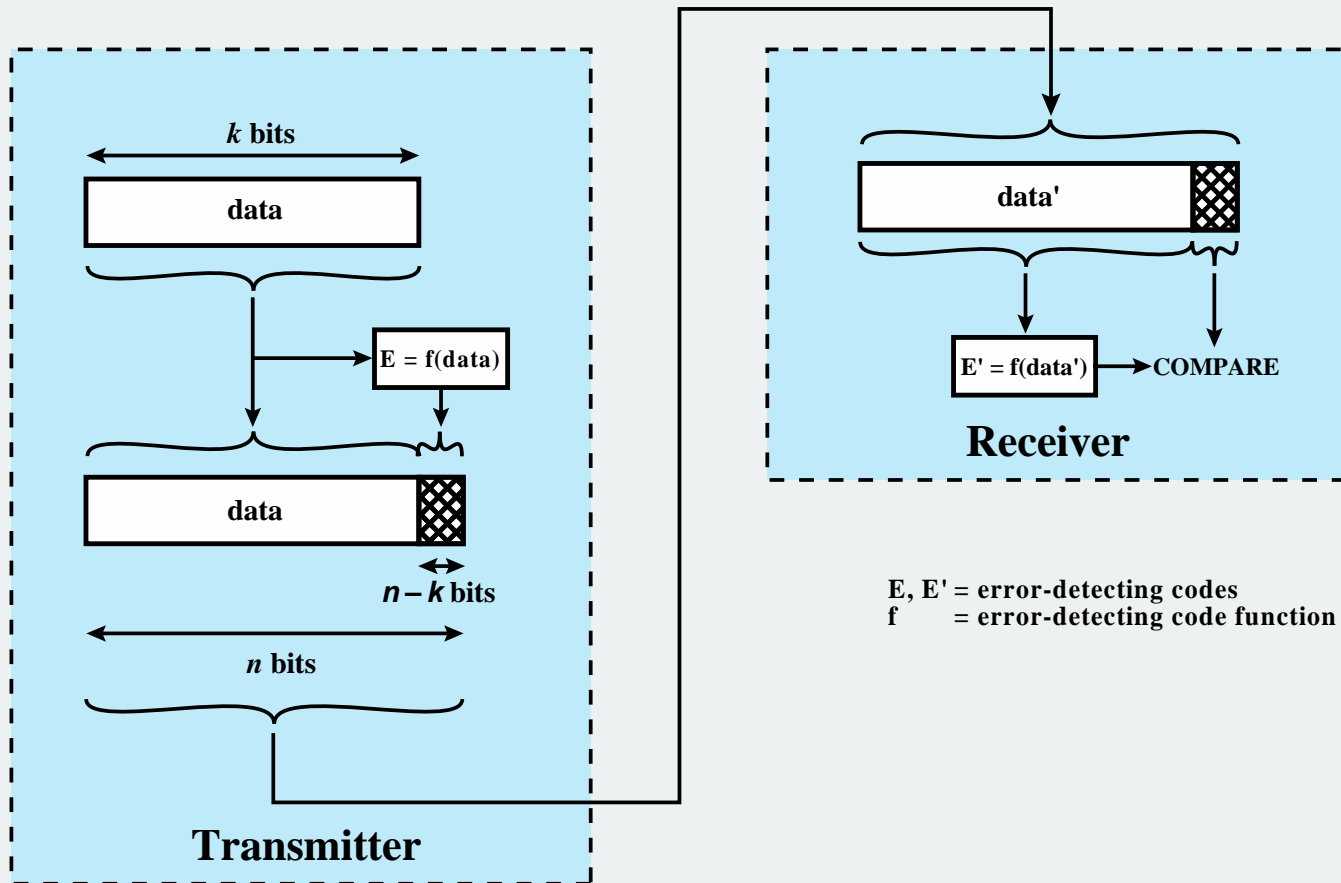 k bits
data
E = f(data)
data
n – k bits
n bits
Transmitter
data'
E' = f(data')
COMPARE
Receiver
E, E' = error-detecting codes
f = error-detecting code function